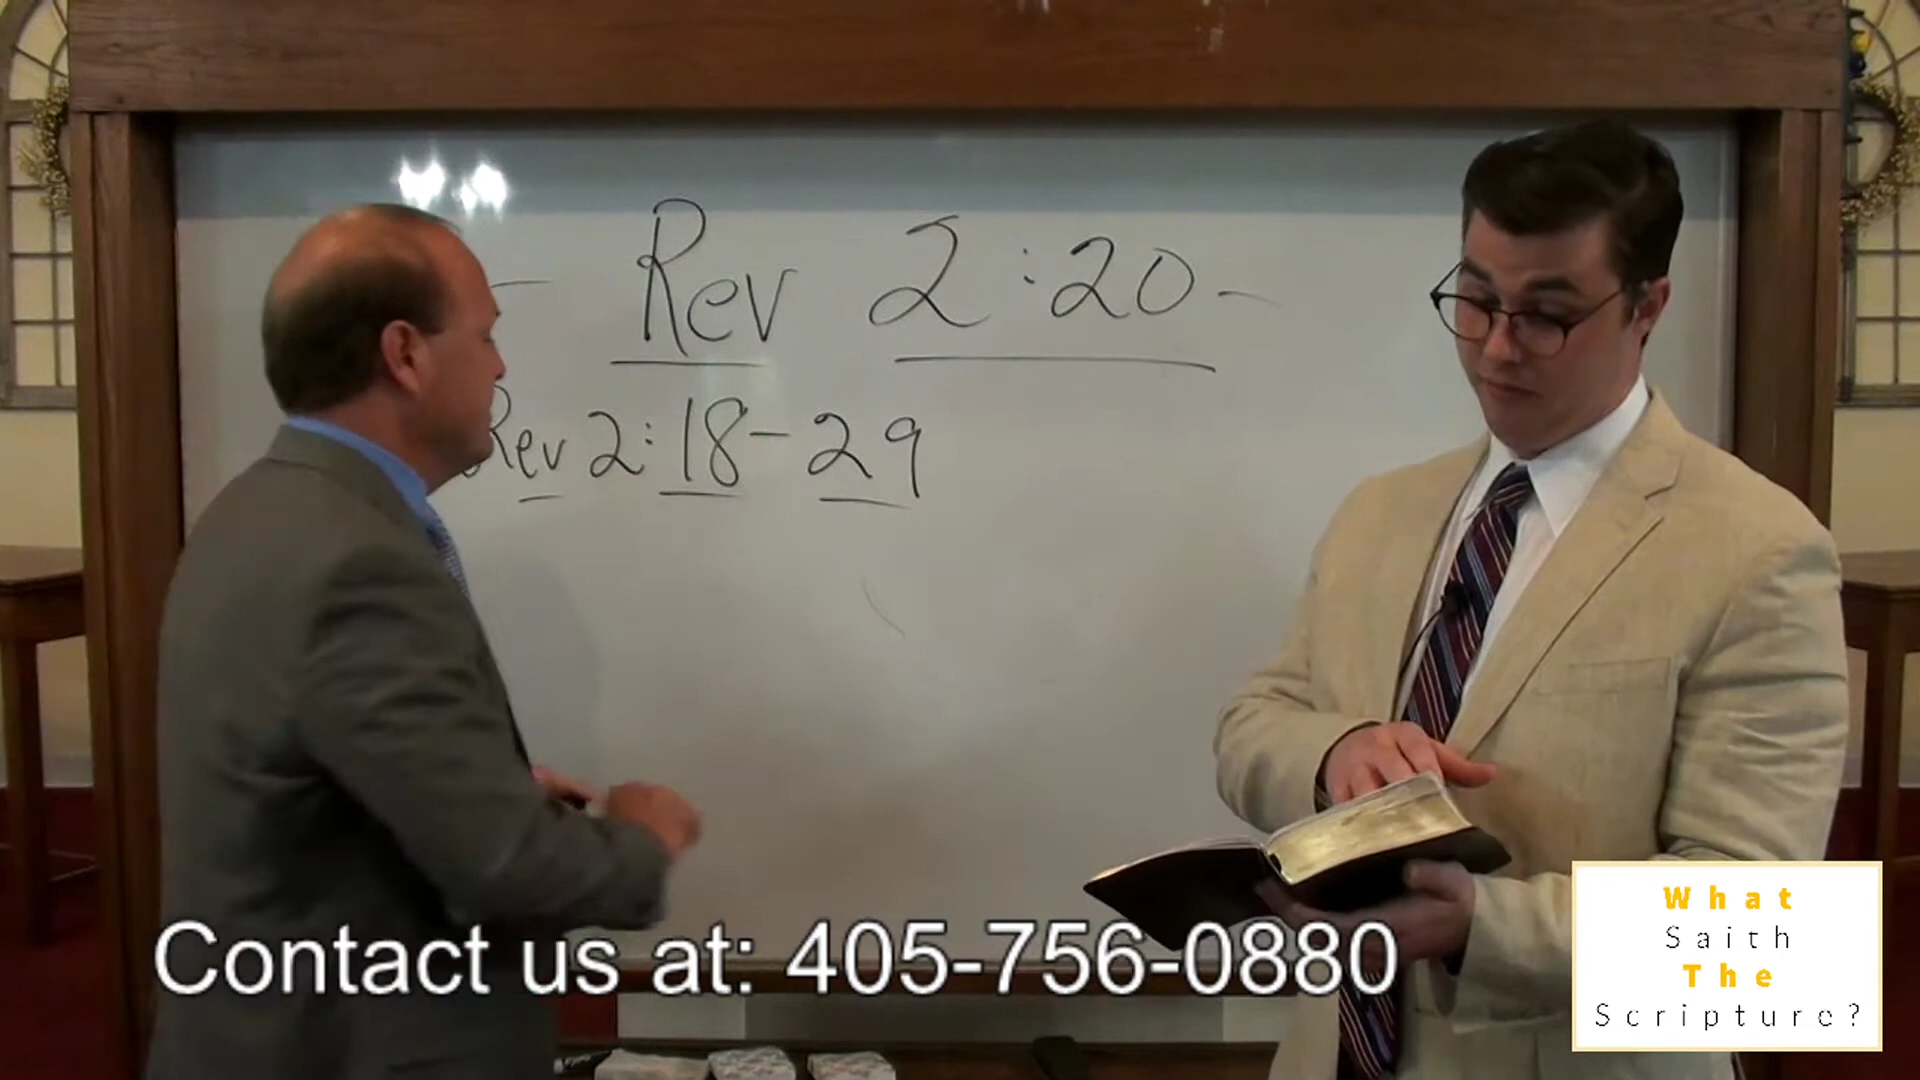 - Rev 2:20-
Rev 2:18-29
Contact us at: 405-756-0880
What
Saith
The
Scripture?